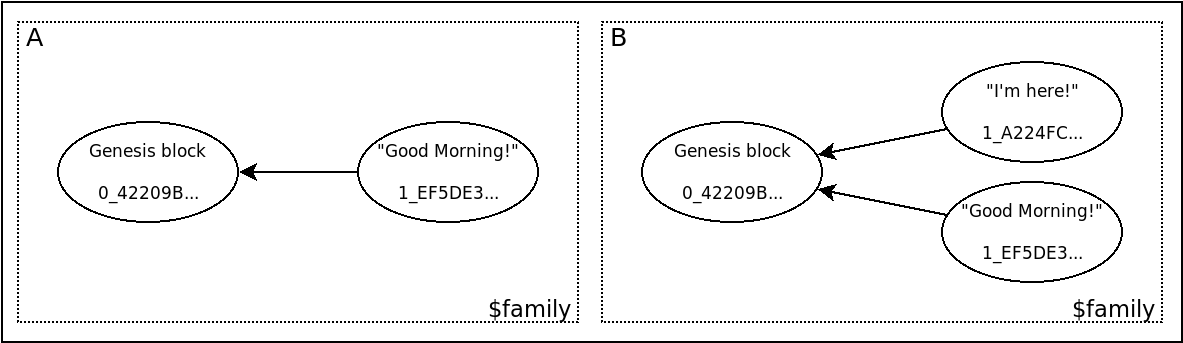 A
Genesis block
0_42209B...
"Good Morning!"
1_EF5DE3...
$family
B
"I'm here!"
1_A224FC...
Genesis block
0_42209B...
"Good Morning!"
1_EF5DE3...
$family